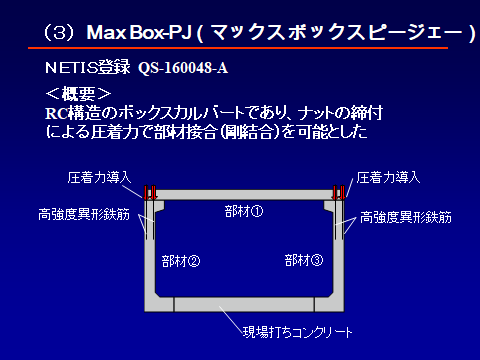 （3） Max Box-PJ（マックスボックスピージェー）
NETIS登録 QS-160048-A
＜概要＞
RC構造のボックスカルバートであり、ナットの締付
による圧着力で部材接合（剛結合）を可能とした
圧着力導入
圧着力導入
高強度異形鉄筋
部材①
高強度異形鉄筋
部材②
部材③
現場打ちコンクリート